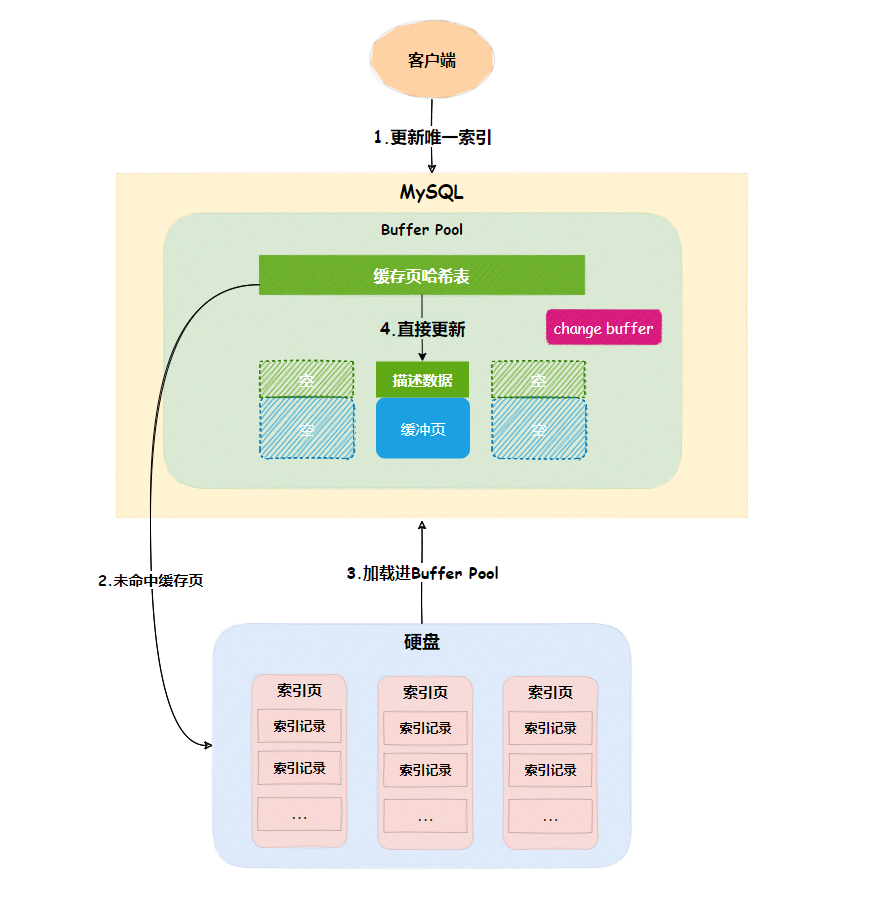 客户端
1.更新唯一索引
MySQL
Buffer Pool
缓存页哈希表
4.直接更新
change buffer
空
描述数据
空
空
缓冲页
空
2.未命中缓存页
3.加载进Buffer Pool
硬盘
索引页
索引页
索引页
索引记录
索引记录
索引记录
索引记录
索引记录
索引记录
...
...
...